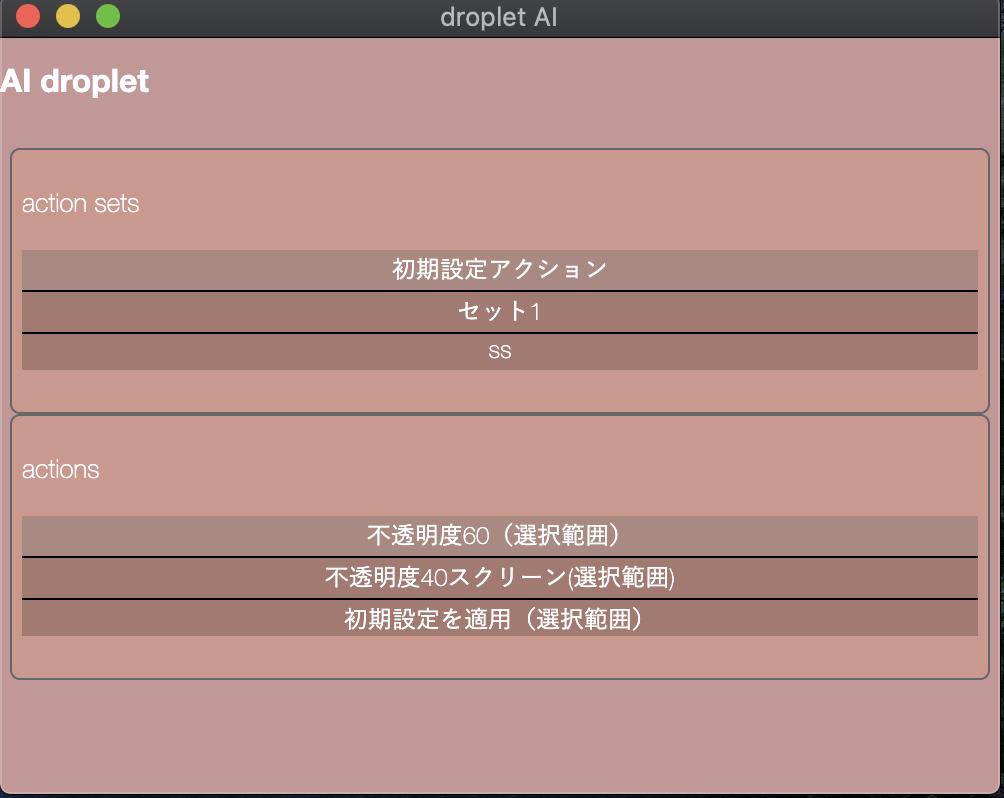 droplet AI
AI droplet
action sets
初期設定アクション
セット1
ss
actions
不透明度60（選択範囲）
不透明度40スクリーン(選択範囲)
初期設定を適用（選択範囲）